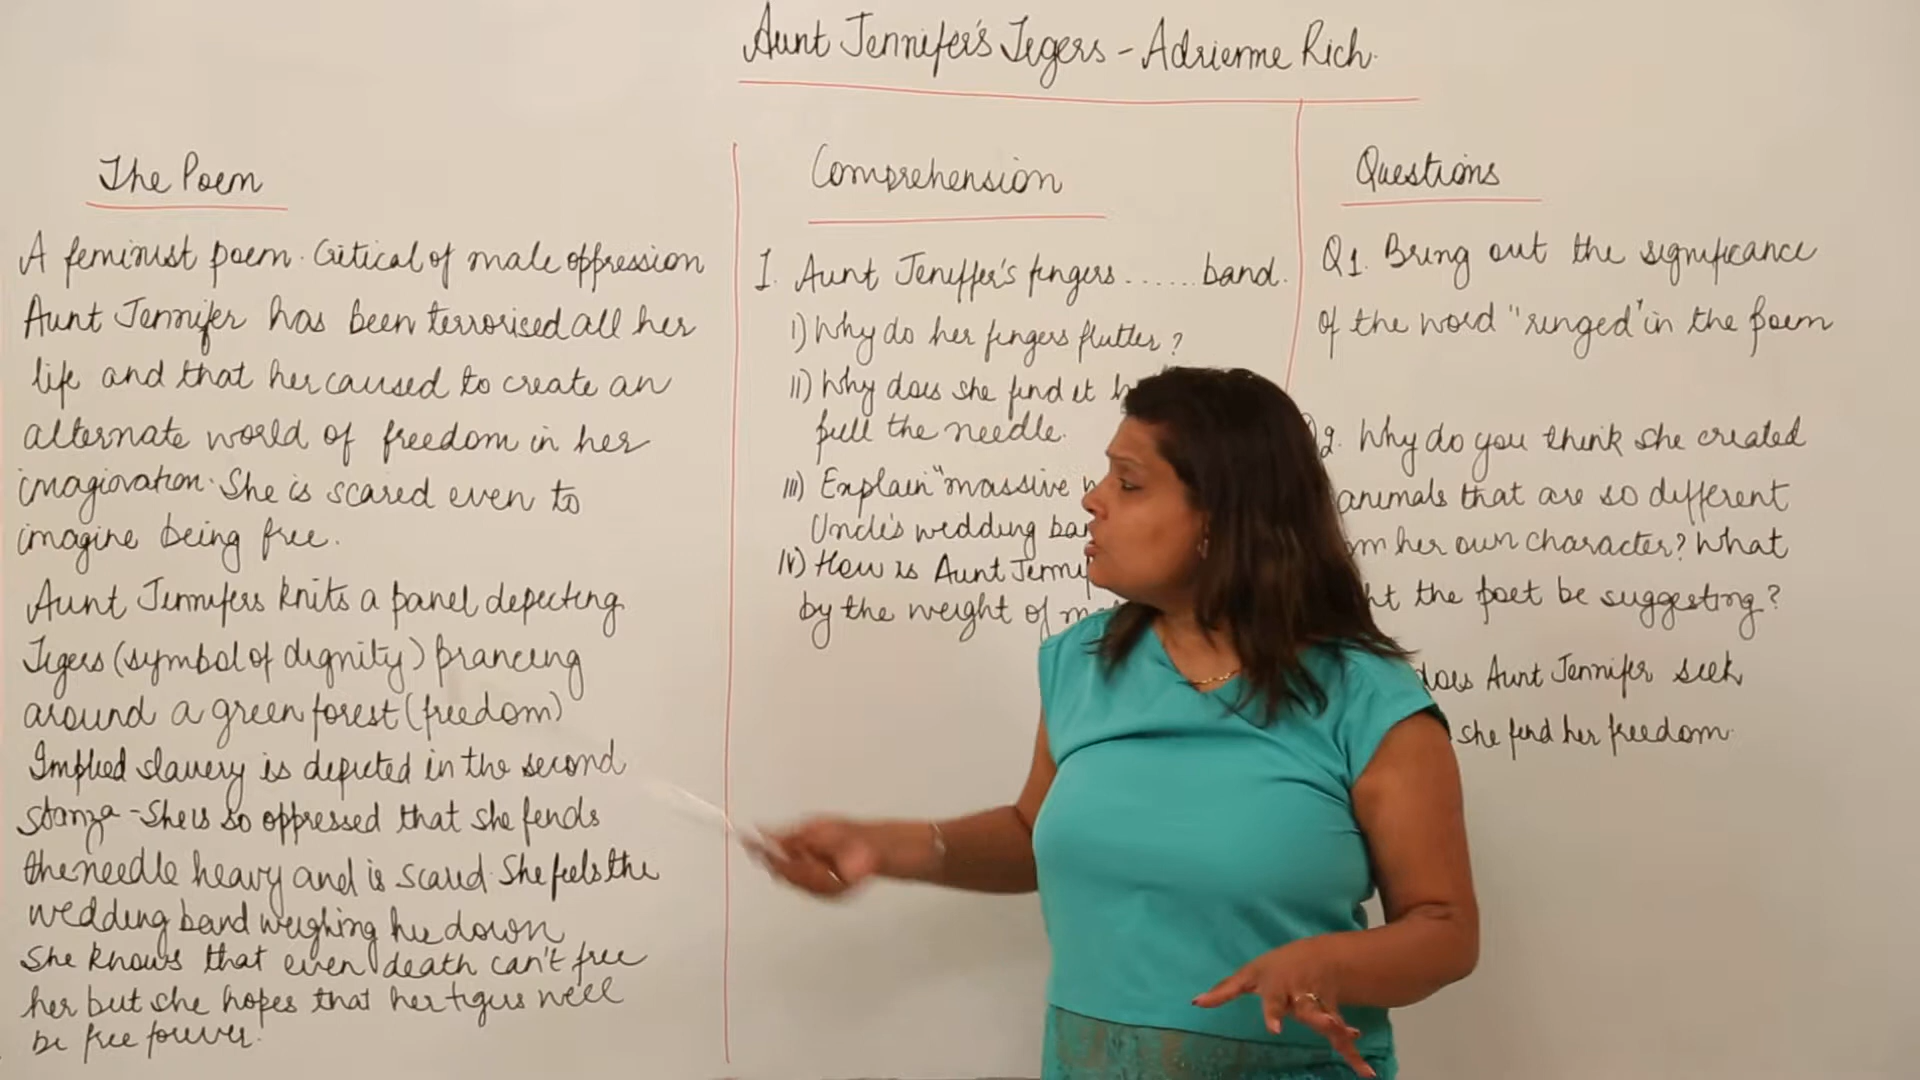 Aunt Jennifer's Tigers - Adrienne Rich.
The Poem
A feminist poem. Critical of male oppression
Aunt Jennifer has been terrorised all her
life and that her caused to create an
alternate world of freedom in her
imagination. She is scared even to
imagine being free.
Aunt Jennifers knits a panel depicting
Tigers (symbol of dignity) prancing
around a green forest (freedom)
Implied slavery is depicted in the second
stanza - She is so oppressed that she finds
the needle heavy and is scared. She feels the
wedding band weighing her down
She knows that even death can't free
her but she hopes that her tigers will
be free forever.
Comprehension
I. Aunt Jeniffer's fingers ...... band.
i) Why do her fingers flutter?
ii) Why does she find it
pull the needle.
iii) Explain "massive
Uncle's wedding
iv) How is Aunt
by the weight of
Questions
Q1. Bring out the significance
of the word "ringed" in the poem
2. Why do you think she created
animals that are so different
her own character? What
the poet be suggesting?
does Aunt Jennifer seek
she find her freedom.